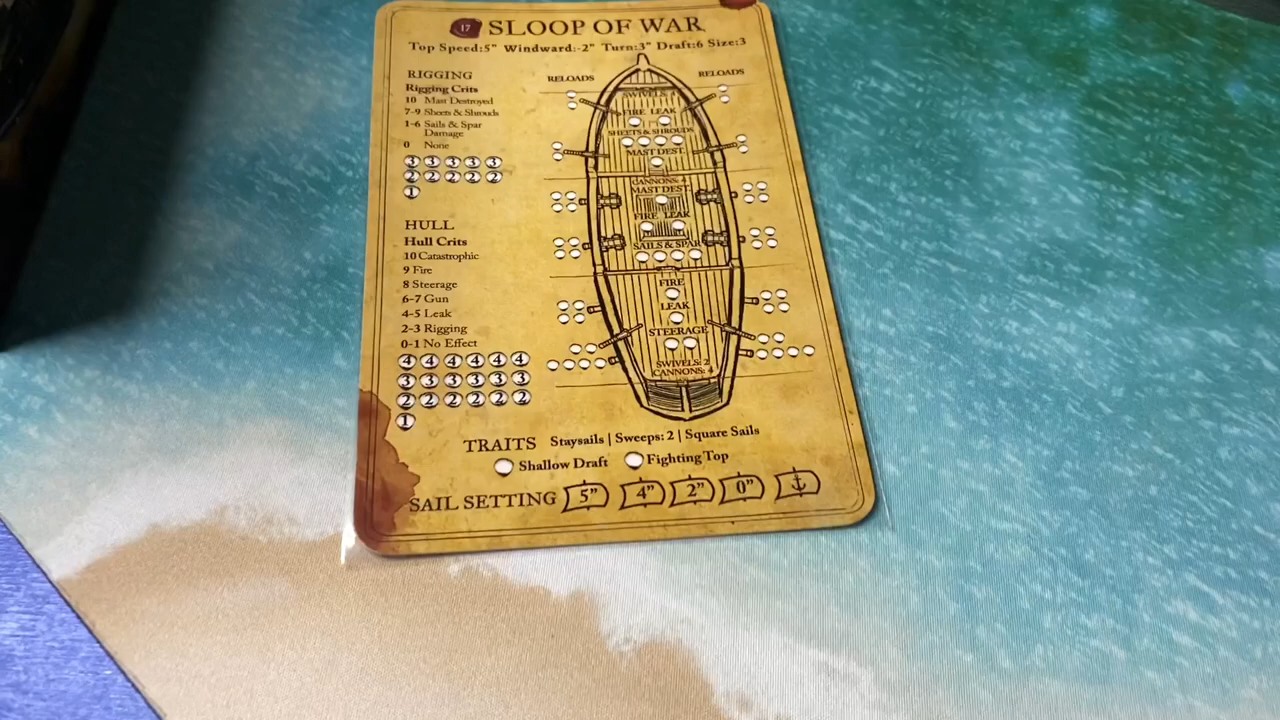 17 SLOOP OF WAR
Top Speed:5" Windward:-2" Turn:3" Draft:6 Size:3
RIGGING
Rigging Crits
10 Mast Destroyed
7-9 Sheets & Shrouds
1-6 Sails & Spar
Damage
0 None
3 3 3 3 3
2 2 2 2 2
1
HULL
Hull Crits
10 Catastrophic
9 Fire
8 Steerage
6-7 Gun
4-5 Leak
2-3 Rigging
0-1 No Effect
4 4 4 4 4 4
3 3 3 3 3 3
2 2 2 2 2 2
1
RELOADS RELOADS
FIRE LEAK
SHEETS & SHROUDS
MAST DEST.
CANNONS: 4
MAST DEST.
FIRE LEAK
SAILS & SPAR
FIRE
LEAK
STEERAGE
SWIVELS: 2
CANNONS: 4
TRAITS Staysails | Sweeps: 2 | Square Sails
Shallow Draft Fighting Top
SAIL SETTING 5" 4" 2" 0"